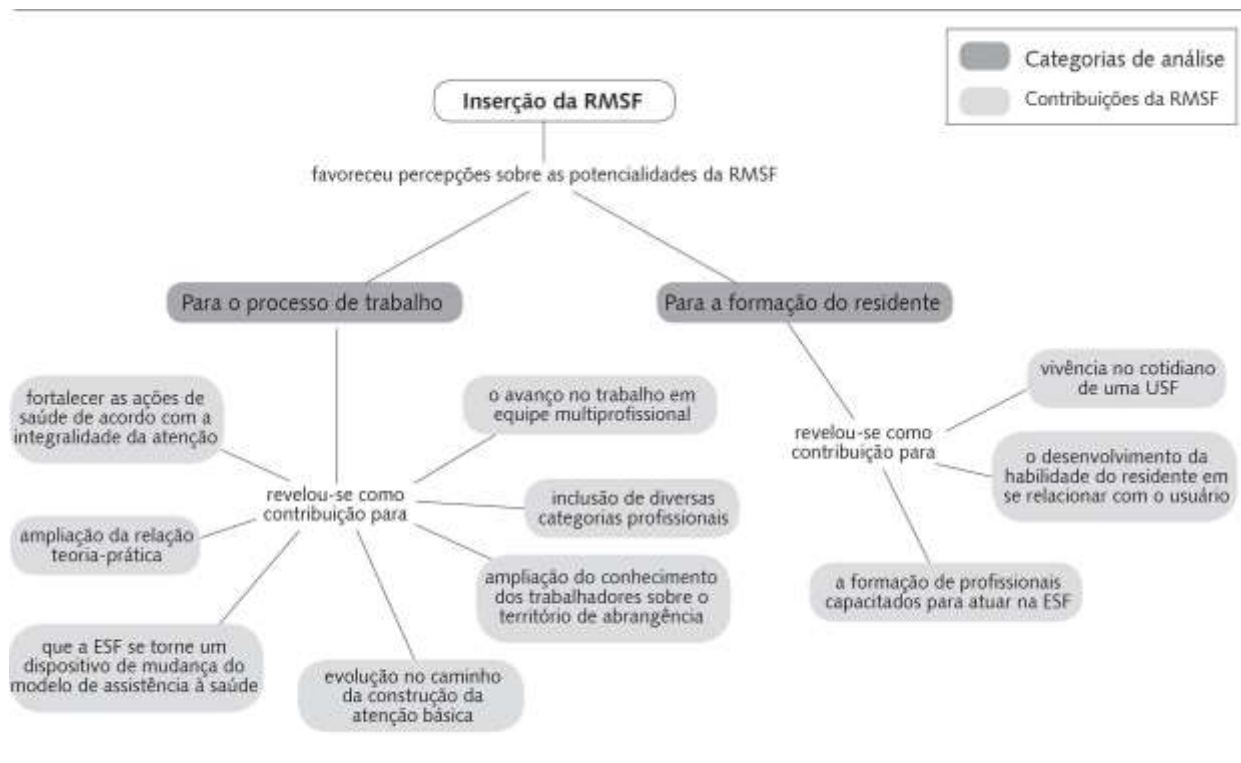 Categorias de análise
Contribuições da RMSF
Inserção da RMSF
favoreceu percepções sobre as potencialidades da RMSF
Para o processo de trabalho
Para a formação do residente
fortalecer as ações de
saúde de acordo com a
integralidade da atenção
o avanço no trabalho em
equipe multiprofissional
revelou-se como
contribuição para
inclusão de diversas
categorias profissionais
ampliação da relação
teoria-prática
ampliação do conhecimento
dos trabalhadores sobre o
território de abrangência
que a ESF se torne um
dispositivo de mudança do
modelo de assistência à saúde
evolução no caminho
da construção da
atenção básica
vivência no cotidiano
de uma USF
revelou-se como
contribuição para
o desenvolvimento da
habilidade do residente em
se relacionar com o usuário
a formação de profissionais
capacitados para atuar na ESF